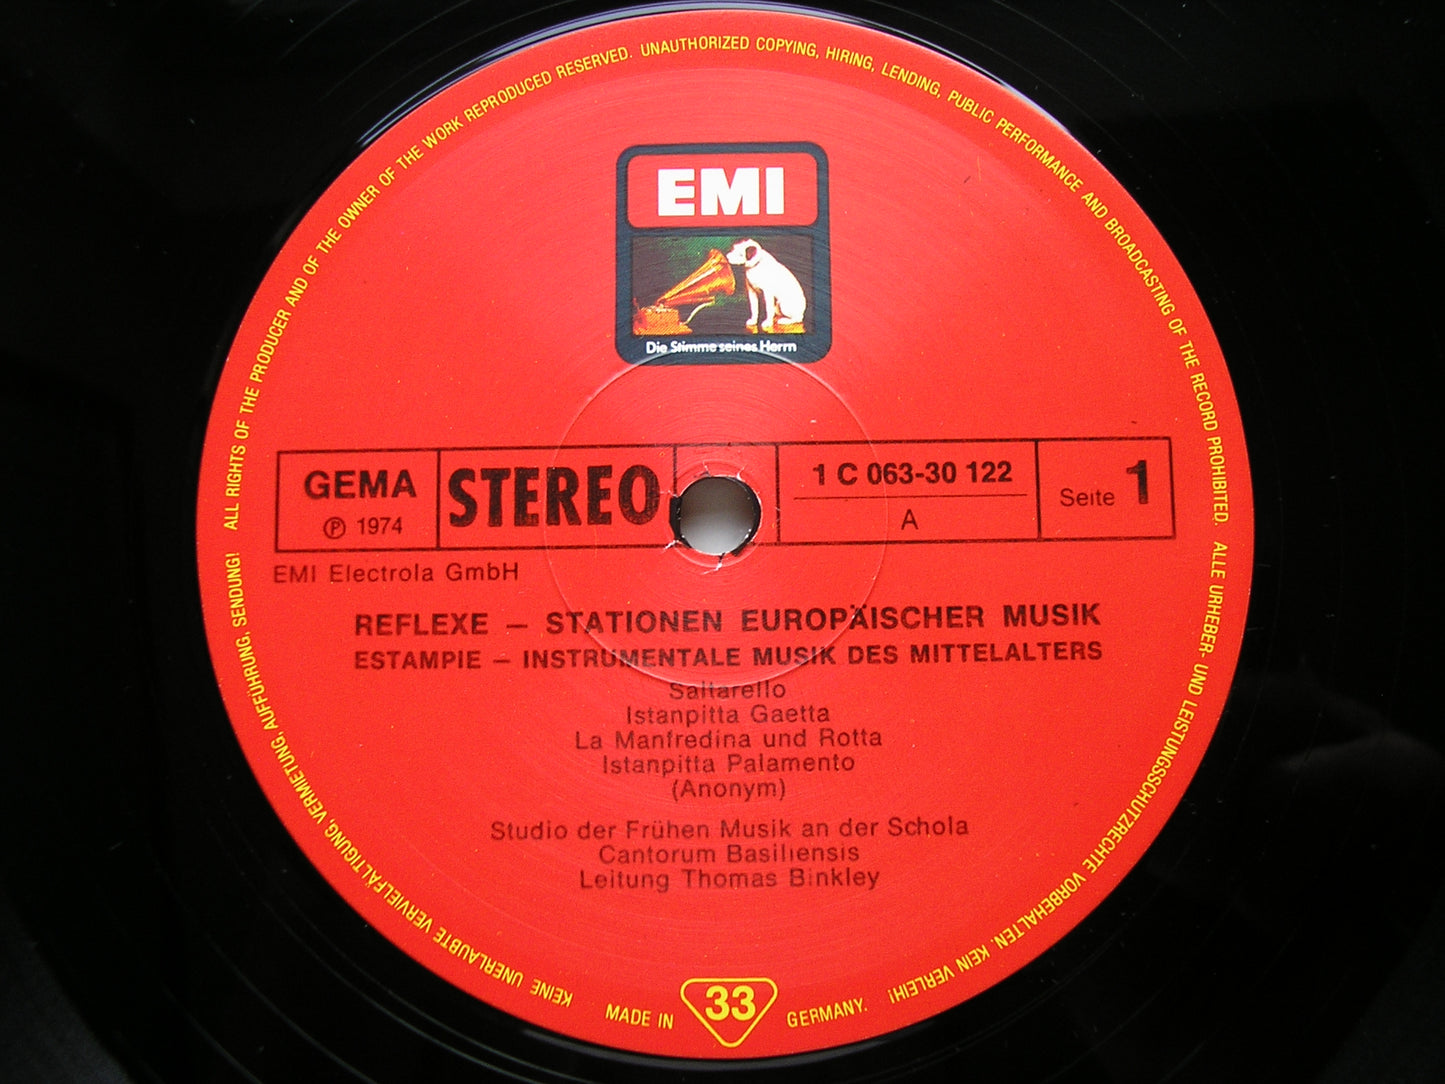 ALL RIGHTS OF THE PRODUCER AND OF THE OWNER OF THE WORK REPRODUCED RESERVED. UNAUTHORIZED COPYING, HIRING, LENDING, PUBLIC PERFORMANCE AND BROADCASTING OF THE RECORD PROHIBITED.
ALLE URHEBER- UND LEISTUNGSSCHUTZRECHTE VORBEHALTEN. KEIN VERLEIH!
KEINE UNERLAUBTE VERVIELFÄLTIGUNG, VERMIETUNG, AUFFÜHRUNG, SENDUNG!
EMI
Die Stimme seines Herrn
GEMA
℗ 1974
STEREO
1 C 063-30 122
A
Seite 1
EMI Electrola GmbH
REFLEXE – STATIONEN EUROPÄISCHER MUSIK
ESTAMPIE – INSTRUMENTALE MUSIK DES MITTELALTERS
Saltarello
Istanpitta Gaetta
La Manfredina und Rotta
Istanpitta Palamento
(Anonym)
Studio der Frühen Musik an der Schola
Cantorum Basiliensis
Leitung Thomas Binkley
MADE IN 33 GERMANY.